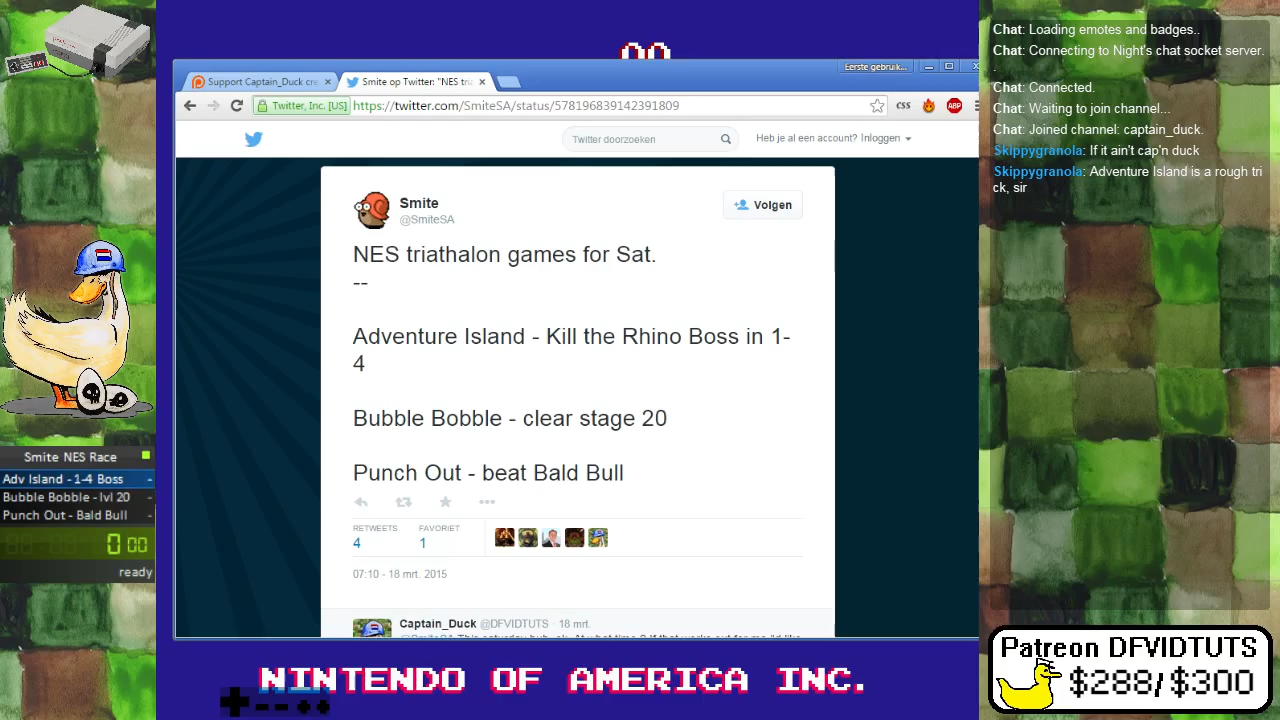 Support Captain_Duck cre
Smite op Twitter: "NES tria
Eerste gebruik...
Twitter, Inc. [US]
https://twitter.com/SmiteSA/status/578196839142391809
css
ABP
Twitter doorzoeken
Heb je al een account? Inloggen
Smite
@SmiteSA
Volgen
NES triathalon games for Sat.
--
Adventure Island - Kill the Rhino Boss in 1-
4
Bubble Bobble - clear stage 20
Punch Out - beat Bald Bull
RETWEETS
4
FAVORIET
1
07:10 - 18 mrt. 2015
Captain_Duck @DFVIDTUTS · 18 mrt.
NINTENDO OF AMERICA INC.
Smite NES Race
Adv Island - 1-4 Boss -
Bubble Bobble - lvl 20 -
Punch Out - Bald Bull -
0 00
ready
Chat: Loading emotes and badges..
Chat: Connecting to Night's chat socket server.
.
Chat: Connected.
Chat: Waiting to join channel...
Chat: Joined channel: captain_duck.
Skippygranola: If it ain't cap'n duck
Skippygranola: Adventure Island is a rough tri
ck, sir
Patreon DFVIDTUTS
$288/$300